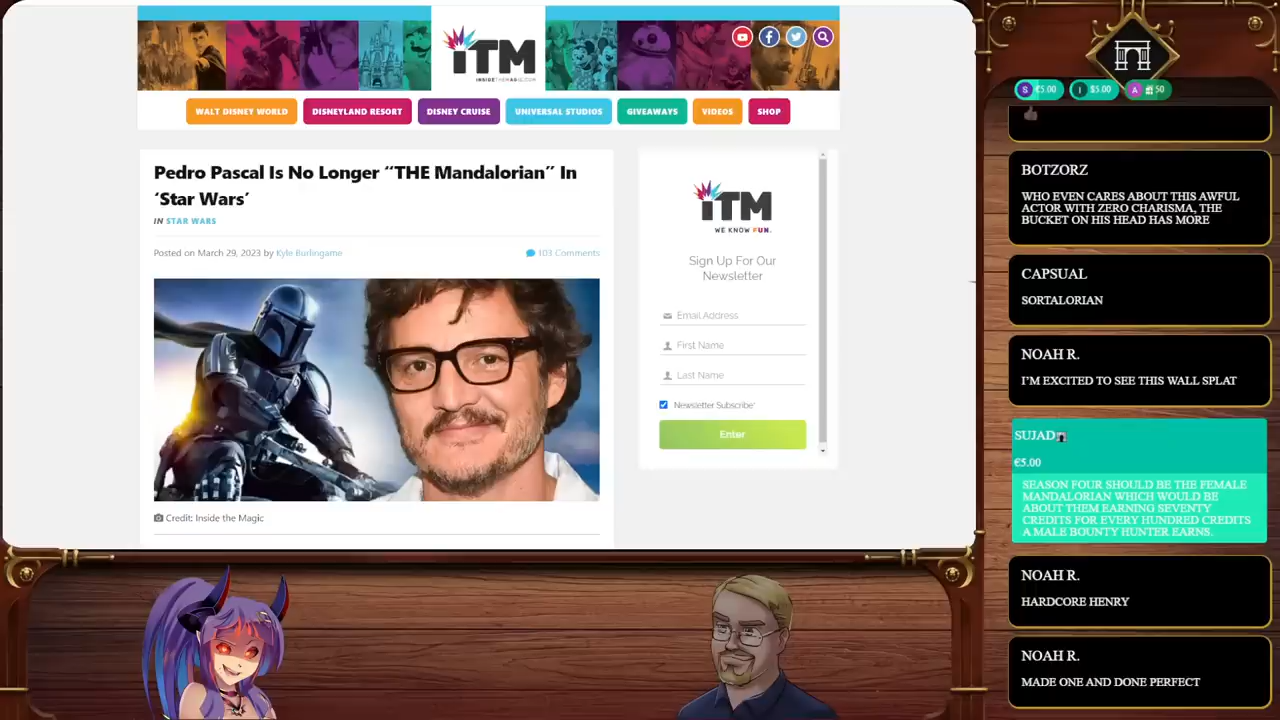 iTM
INSIDETHEMAGIC.COM
WALT DISNEY WORLD
DISNEYLAND RESORT
DISNEY CRUISE
UNIVERSAL STUDIOS
GIVEAWAYS
VIDEOS
SHOP
Pedro Pascal Is No Longer “THE Mandalorian” In
‘Star Wars’
IN STAR WARS
Posted on March 29, 2023 by Kyle Burlingame
103 Comments
Credit: Inside the Magic
iTM
WE KNOW FUN.
Sign Up For Our
Newsletter
Email Address
First Name
Last Name
Newsletter Subscribe*
Enter
S €5.00
I $5.00
A 50
BOTZORZ
WHO EVEN CARES ABOUT THIS AWFUL
ACTOR WITH ZERO CHARISMA, THE
BUCKET ON HIS HEAD HAS MORE
CAPSUAL
SORTALORIAN
NOAH R.
I’M EXCITED TO SEE THIS WALL SPLAT
SUJAD
€5.00
SEASON FOUR SHOULD BE THE FEMALE
MANDALORIAN WHICH WOULD BE
ABOUT THEM EARNING SEVENTY
CREDITS FOR EVERY HUNDRED CREDITS
A MALE BOUNTY HUNTER EARNS.
NOAH R.
HARDCORE HENRY
NOAH R.
MADE ONE AND DONE PERFECT